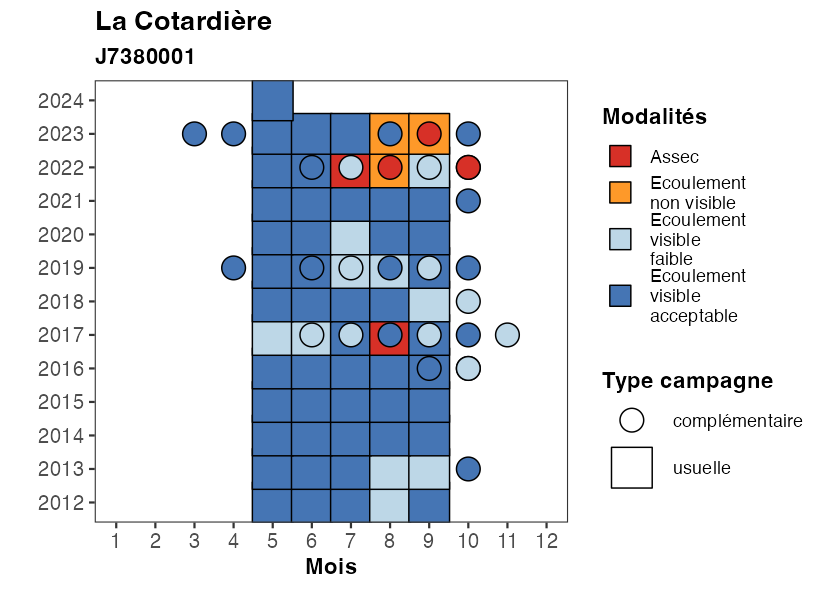 La Cotardière
J7380001
2024
2023
2022
2021
2020
2019
2018
2017
2016
2015
2014
2013
2012
1 2 3 4 5 6 7 8 9 10 11 12
Mois
Modalités
Assec
Ecoulement
non visible
Ecoulement
visible
faible
Ecoulement
visible
acceptable
Type campagne
complémentaire
usuelle